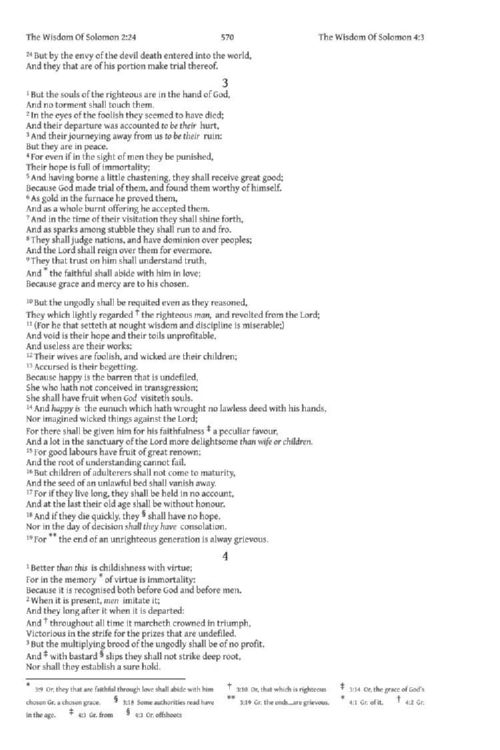 The Wisdom Of Solomon 2:24 570 The Wisdom Of Solomon 4:3
24 But by the envy of the devil death entered into the world,
And they that are of his portion make trial thereof.
3
1 But the souls of the righteous are in the hand of God,
And no torment shall touch them.
2 In the eyes of the foolish they seemed to have died;
And their departure was accounted to be their hurt,
3 And their journeying away from us to be their ruin:
But they are in peace.
4 For even if in the sight of men they be punished,
Their hope is full of immortality;
5 And having borne a little chastening, they shall receive great good;
Because God made trial of them, and found them worthy of himself.
6 As gold in the furnace he proved them,
And as a whole burnt offering he accepted them.
7 And in the time of their visitation they shall shine forth,
And as sparks among stubble they shall run to and fro.
8 They shall judge nations, and have dominion over peoples;
And the Lord shall reign over them for evermore.
9 They that trust on him shall understand truth,
And * the faithful shall abide with him in love;
Because grace and mercy are to his chosen.
10 But the ungodly shall be requited even as they reasoned,
They which lightly regarded † the righteous man, and revolted from the Lord;
11 (For he that setteth at nought wisdom and discipline is miserable;)
And void is their hope and their toils unprofitable,
And useless are their works:
12 Their wives are foolish, and wicked are their children;
13 Accursed is their begetting.
Because happy is the barren that is undefiled,
She who hath not conceived in transgression;
She shall have fruit when God visiteth souls.
14 And happy is the eunuch which hath wrought no lawless deed with his hands,
Nor imagined wicked things against the Lord;
For there shall be given him for his faithfulness ‡ a peculiar favour,
And a lot in the sanctuary of the Lord more delightsome than wife or children.
15 For good labours have fruit of great renown;
And the root of understanding cannot fail.
16 But children of adulterers shall not come to maturity,
And the seed of an unlawful bed shall vanish away.
17 For if they live long, they shall be held in no account,
And at the last their old age shall be without honour.
18 And if they die quickly, they § shall have no hope,
Nor in the day of decision shall they have consolation.
19 For ** the end of an unrighteous generation is alway grievous.
4
1 Better than this is childishness with virtue;
For in the memory * of virtue is immortality:
Because it is recognised both before God and before men.
2 When it is present, men imitate it;
And they long after it when it is departed:
And † throughout all time it marcheth crowned in triumph,
Victorious in the strife for the prizes that are undefiled.
3 But the multiplying brood of the ungodly shall be of no profit,
And ‡ with bastard § slips they shall not strike deep root,
Nor shall they establish a sure hold.
* 3:9 Or, they that are faithful through love shall abide with him † 3:10 Or, that which is righteous ‡ 3:14 Or, the grace of God's
chosen Gr. a chosen grace. § 3:18 Some authorities read have ** 3:19 Gr. the ends...are grievous. * 4:1 Gr. of it. † 4:2 Gr.
in the age. ‡ 4:3 Gr. from § 4:3 Or, offshoots